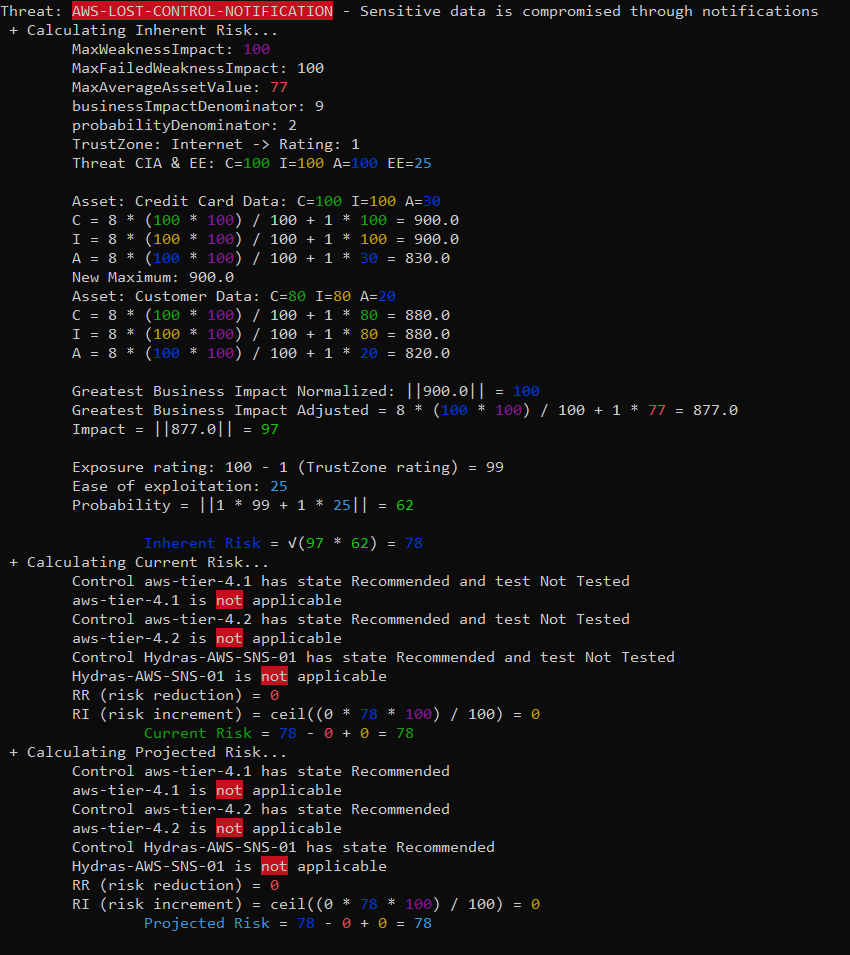 Threat: AWS-LOST-CONTROL-NOTIFICATION - Sensitive data is compromised through notifications
+ Calculating Inherent Risk...
MaxWeaknessImpact: 100
MaxFailedWeaknessImpact: 100
MaxAverageAssetValue: 77
businessImpactDenominator: 9
probabilityDenominator: 2
TrustZone: Internet -> Rating: 1
Threat CIA & EE: C=100 I=100 A=100 EE=25
Asset: Credit Card Data: C=100 I=100 A=30
C = 8 * (100 * 100) / 100 + 1 * 100 = 900.0
I = 8 * (100 * 100) / 100 + 1 * 100 = 900.0
A = 8 * (100 * 100) / 100 + 1 * 30 = 830.0
New Maximum: 900.0
Asset: Customer Data: C=80 I=80 A=20
C = 8 * (100 * 100) / 100 + 1 * 80 = 880.0
I = 8 * (100 * 100) / 100 + 1 * 80 = 880.0
A = 8 * (100 * 100) / 100 + 1 * 20 = 820.0
Greatest Business Impact Normalized: ||900.0|| = 100
Greatest Business Impact Adjusted = 8 * (100 * 100) / 100 + 1 * 77 = 877.0
Impact = ||877.0|| = 97
Exposure rating: 100 - 1 (TrustZone rating) = 99
Ease of exploitation: 25
Probability = ||1 * 99 + 1 * 25|| = 62
Inherent Risk = √(97 * 62) = 78
+ Calculating Current Risk...
Control aws-tier-4.1 has state Recommended and test Not Tested
aws-tier-4.1 is not applicable
Control aws-tier-4.2 has state Recommended and test Not Tested
aws-tier-4.2 is not applicable
Control Hydras-AWS-SNS-01 has state Recommended and test Not Tested
Hydras-AWS-SNS-01 is not applicable
RR (risk reduction) = 0
RI (risk increment) = ceil((0 * 78 * 100) / 100) = 0
Current Risk = 78 - 0 + 0 = 78
+ Calculating Projected Risk...
Control aws-tier-4.1 has state Recommended
aws-tier-4.1 is not applicable
Control aws-tier-4.2 has state Recommended
aws-tier-4.2 is not applicable
Control Hydras-AWS-SNS-01 has state Recommended
Hydras-AWS-SNS-01 is not applicable
RR (risk reduction) = 0
RI (risk increment) = ceil((0 * 78 * 100) / 100) = 0
Projected Risk = 78 - 0 + 0 = 78